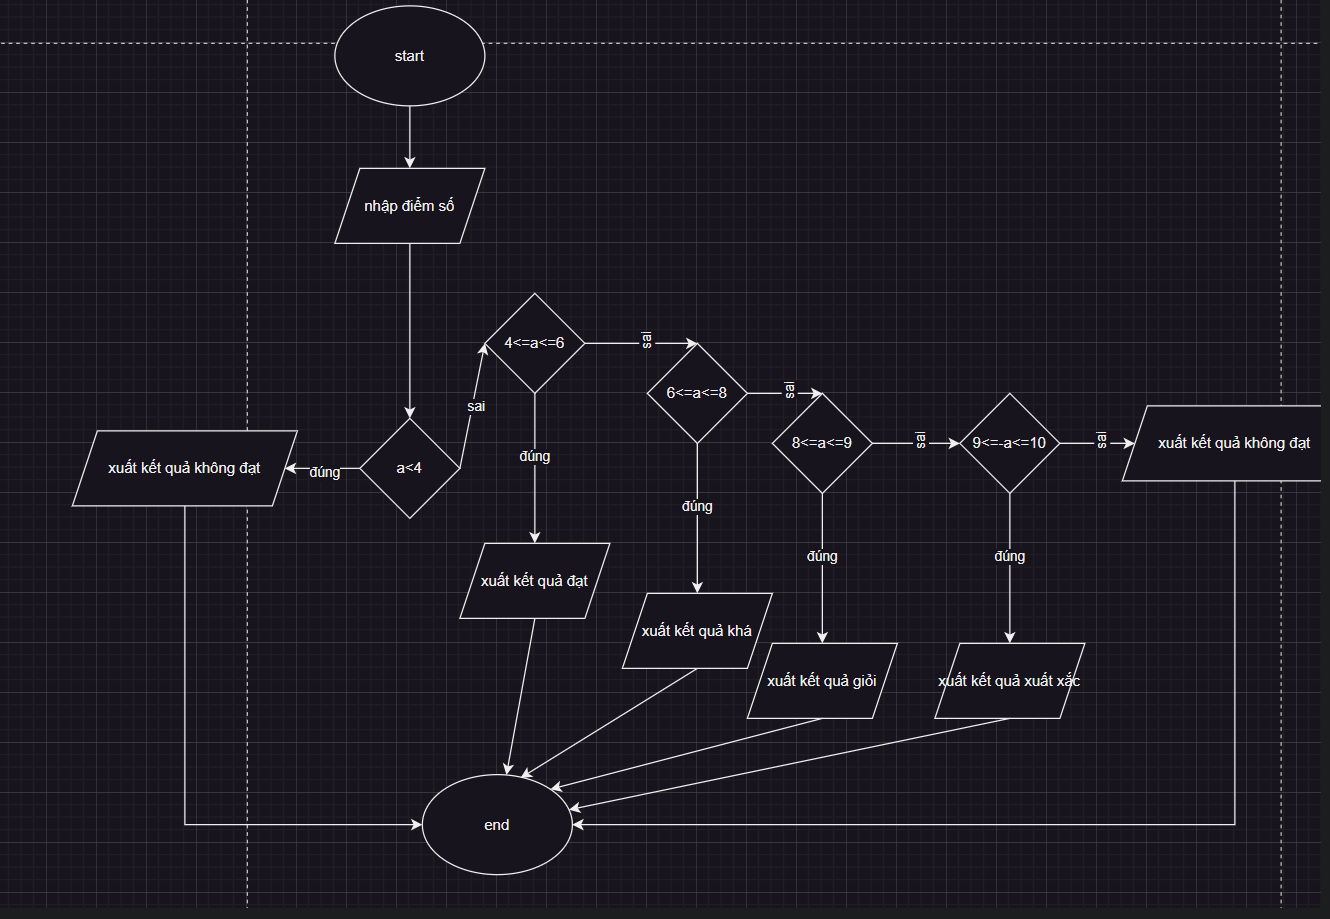 start
nhập điểm số
4<=a<=6
sai
6<=a<=8
sai
sai
8<=a<=9
sai
9<=-a<=10
sai
xuất kết quả không đạt
a<4
đúng
xuất kết quả không đạt
đúng
đúng
đúng
đúng
xuất kết quả đạt
xuất kết quả khá
xuất kết quả giỏi
xuất kết quả xuất xắc
end